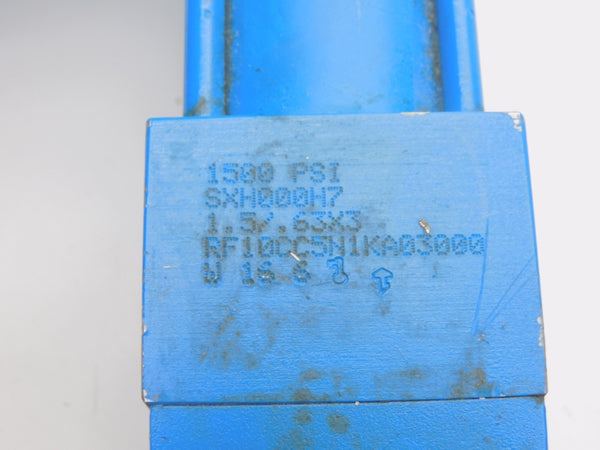 1500 PSI
SXH000H7
1.5/.63X3
RF10CC5N1KA03000
W 16 6